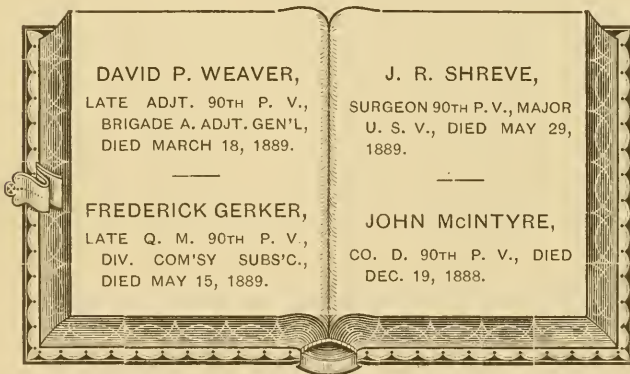 DAVID P. WEAVER,
LATE ADJT. 90TH P. V.,
BRIGADE A. ADJT. GEN'L,
DIED MARCH 18, 1889.
FREDERICK GERKER,
LATE Q. M. 90TH P. V.,
DIV. COM'SY SUBS'C.,
DIED MAY 15, 1889.
J. R. SHREVE,
SURGEON 90TH P. V., MAJOR
U. S. V., DIED MAY 29,
1889.
JOHN MCINTYRE,
CO. D. 90TH P. V., DIED
DEC. 19, 1888.